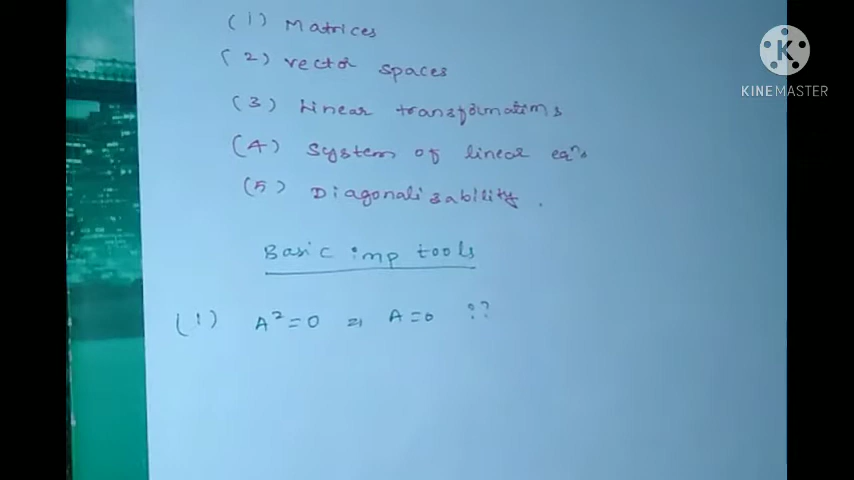 (1) Matrices
(2) vector spaces
(3) Linear transformations
(4) System of linear eqns
(5) Diagonalisability.
Basic imp tools
(1) A²=0 ⇒ A=0 ??
K
KINEMASTER